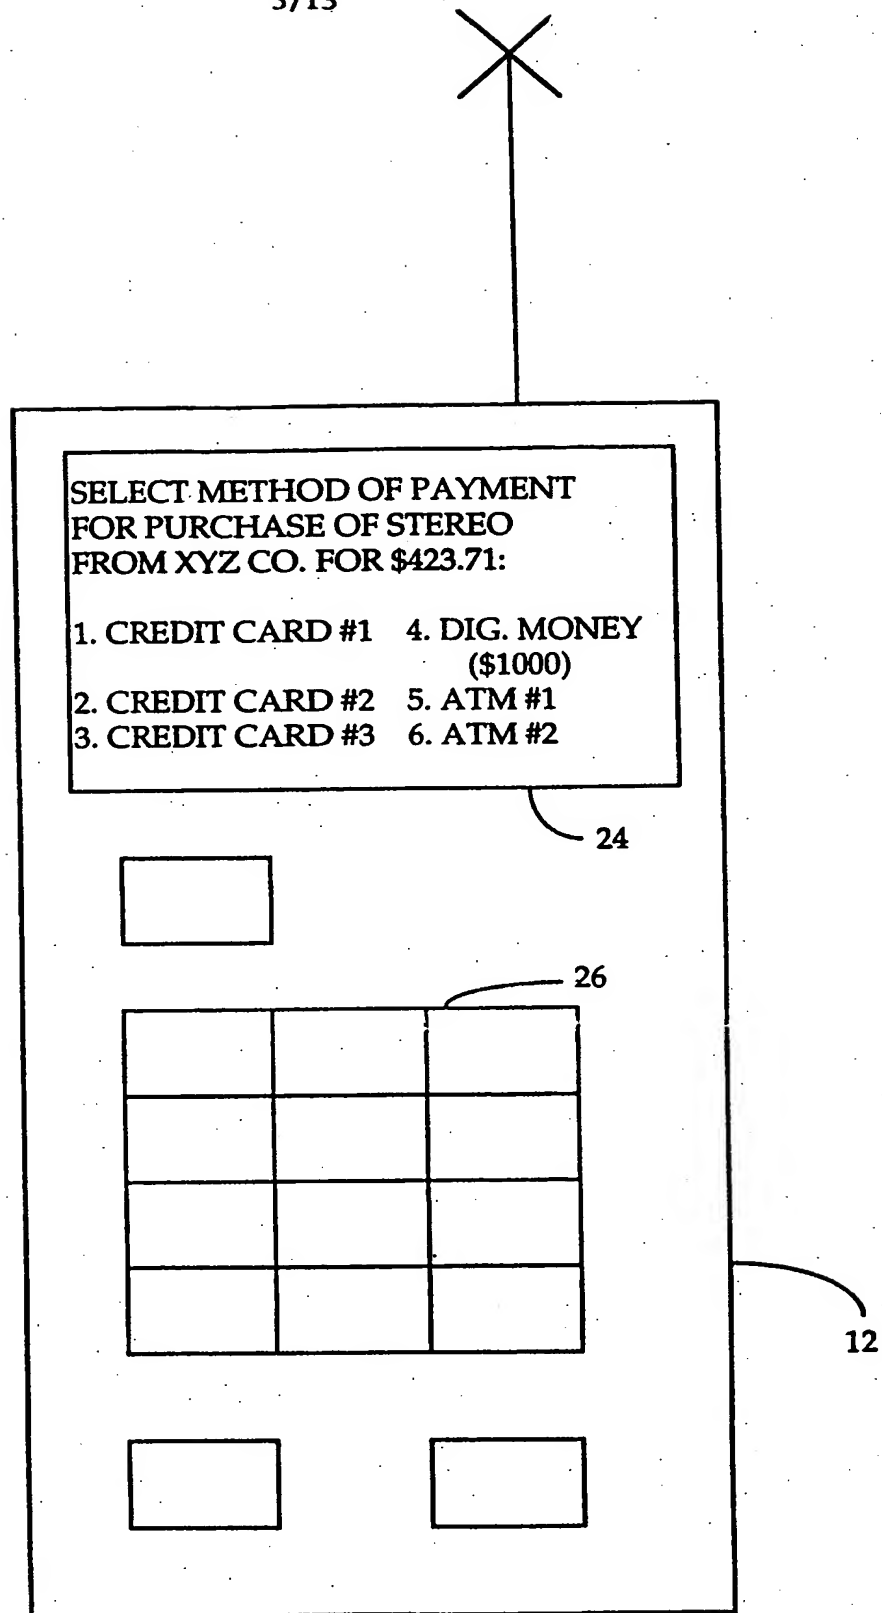 3/13
SELECT METHOD OF PAYMENT
FOR PURCHASE OF STEREO
FROM XYZ CO. FOR $423.71:
1. CREDIT CARD #1 4. DIG. MONEY
($1000)
2. CREDIT CARD #2 5. ATM #1
3. CREDIT CARD #3 6. ATM #2
24
26
12